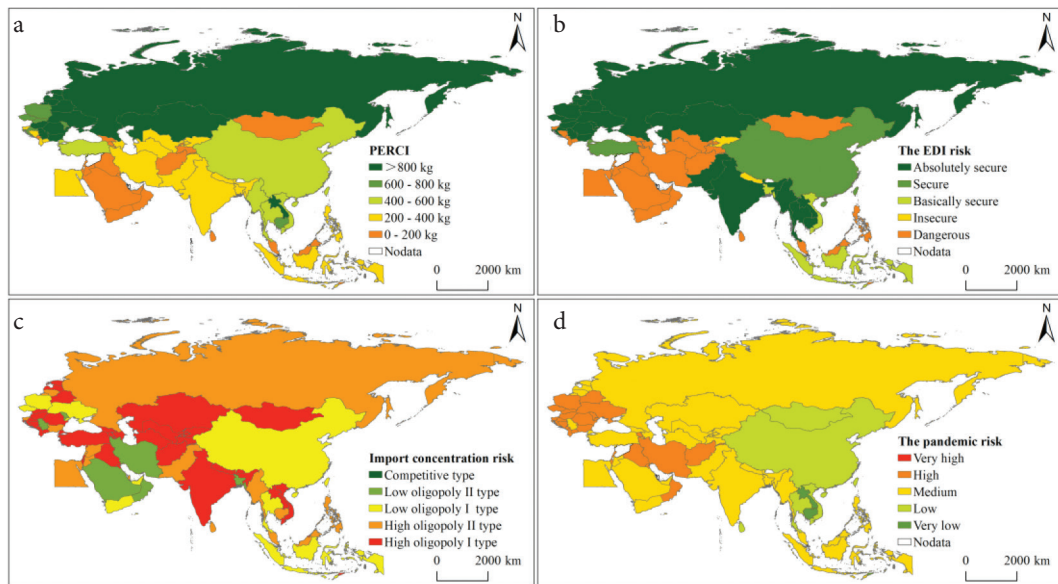 a
N
PERCI
＞800 kg
600 - 800 kg
400 - 600 kg
200 - 400 kg
0 - 200 kg
Nodata
0 2000 km
b
N
The EDI risk
Absolutely secure
Secure
Basically secure
Insecure
Dangerous
Nodata
0 2000 km
c
N
Import concentration risk
Competitive type
Low oligopoly II type
Low oligopoly I type
High oligopoly II type
High oligopoly I type
0 2000 km
d
N
The pandemic risk
Very high
High
Medium
Low
Very low
Nodata
0 2000 km